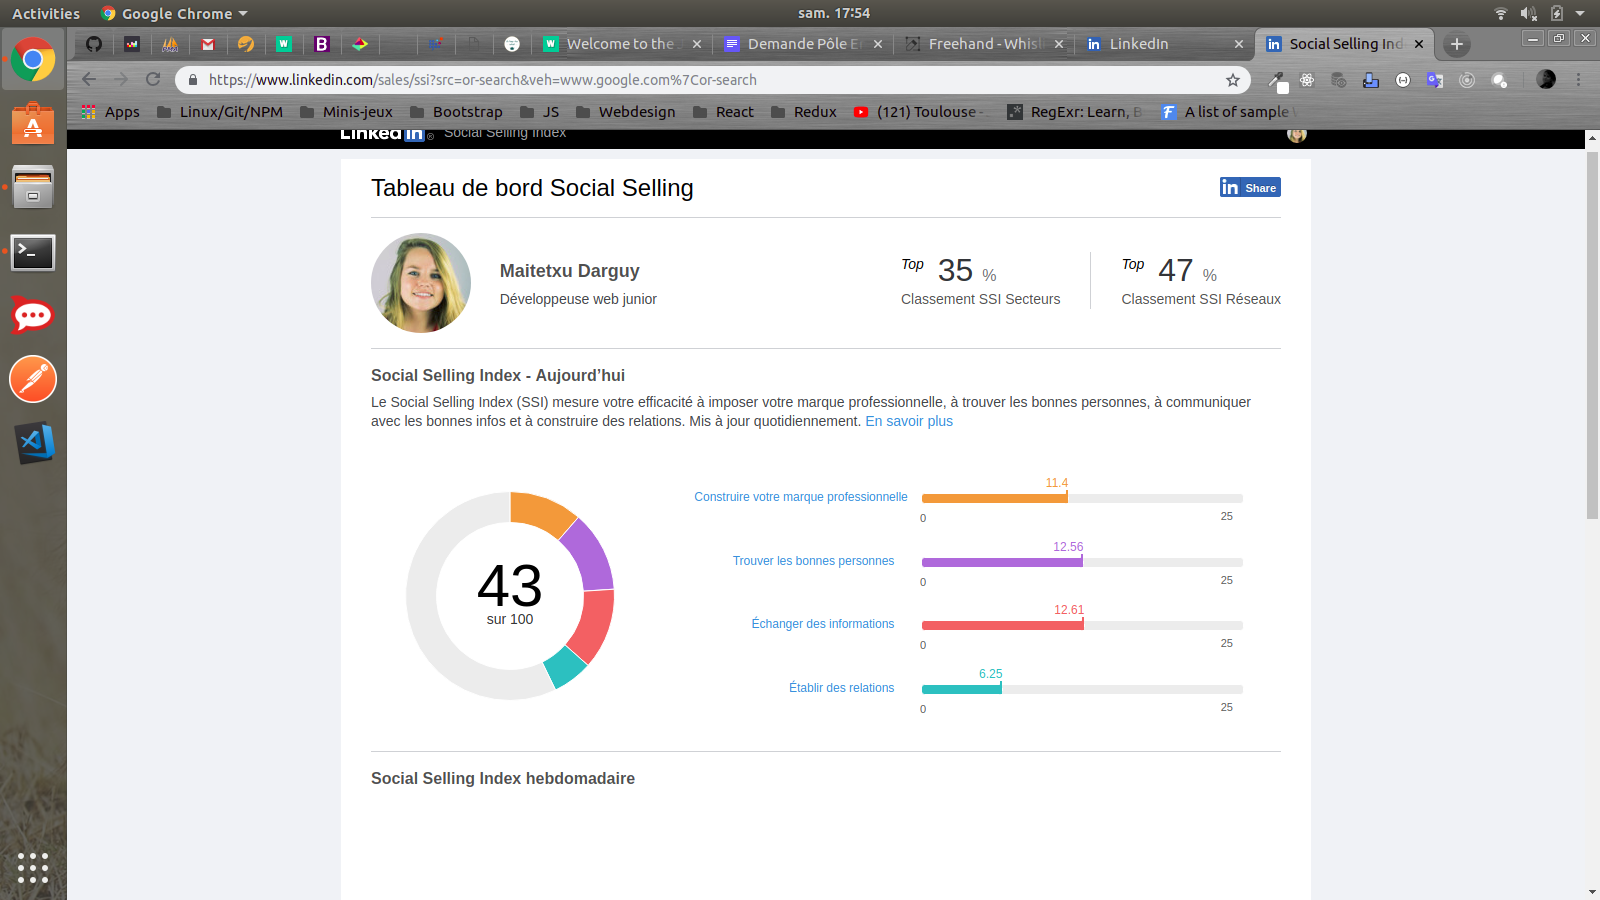 Activities
Google Chrome
sam. 17:54
Welcome to the
Demande Pôle E
Freehand - Whisl
LinkedIn
Social Selling Ind
https://www.linkedin.com/sales/ssi?src=or-search&veh=www.google.com%7Cor-search
Apps
Linux/Git/NPM
Minis-jeux
Bootstrap
JS
Webdesign
React
Redux
(121) Toulouse -
RegExr: Learn, B
A list of sample
Linked in
Social Selling Index
Tableau de bord Social Selling
in Share
Maitetxu Darguy
Développeuse web junior
Top 35 %
Classement SSI Secteurs
Top 47 %
Classement SSI Réseaux
Social Selling Index - Aujourd’hui
Le Social Selling Index (SSI) mesure votre efficacité à imposer votre marque professionnelle, à trouver les bonnes personnes, à communiquer
avec les bonnes infos et à construire des relations. Mis à jour quotidiennement. En savoir plus
43
sur 100
Construire votre marque professionnelle
11.4
0
25
Trouver les bonnes personnes
12.56
0
25
Échanger des informations
12.61
0
25
Établir des relations
6.25
0
25
Social Selling Index hebdomadaire